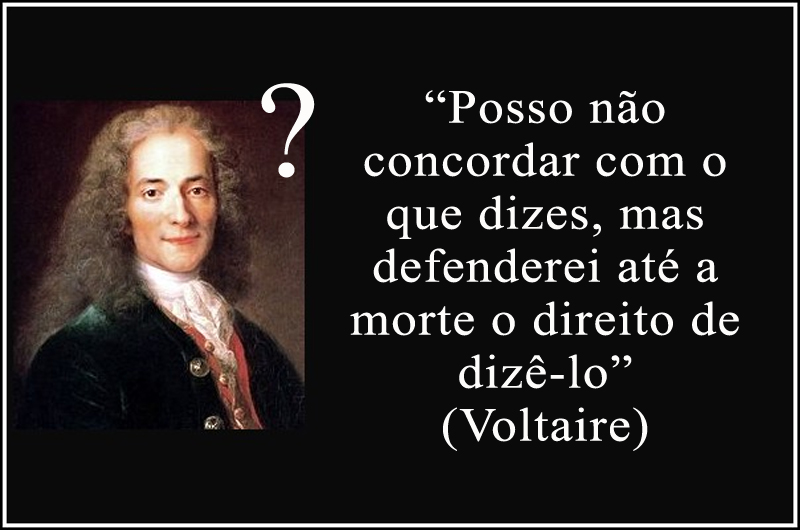 ?
“Posso não
concordar com o
que dizes, mas
defenderei até a
morte o direito de
dizê-lo”
(Voltaire)